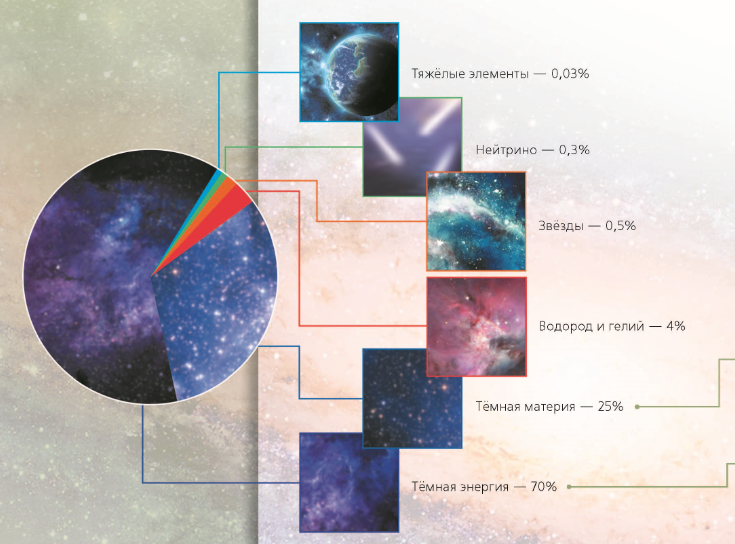 Тяжёлые элементы — 0,03%
Нейтрино — 0,3%
Звёзды — 0,5%
Водород и гелий — 4%
Тёмная материя — 25%
Тёмная энергия — 70%